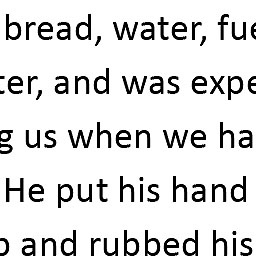 bread, water, fue
ter, and was expe
g us when we ha
He put his hand
p and rubbed his